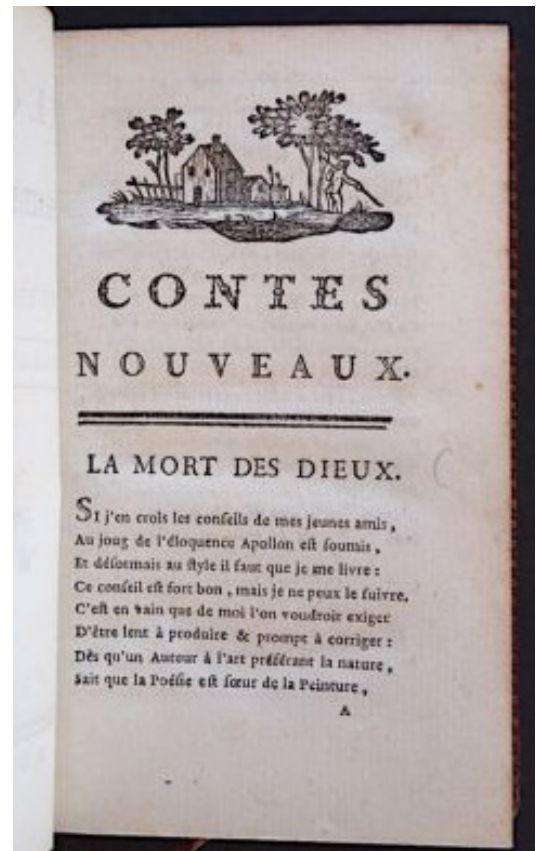 CONTES
NOUVEAUX.
LA MORT DES DIEUX.
SI j'en crois les conſeils de mes jeunes amis,
Au joug de l'éloquence Apollon eſt ſoumis,
Et déſormais au ſtyle il faut que je me livre :
Ce conſeil eſt fort bon, mais je ne peux le ſuivre.
C'eſt en vain que de moi l'on voudroit exiger
D'être lent à produire & prompt à corriger :
Dès qu'un Auteur à l'art préférant la nature,
Sait que la Poéſie eſt ſœur de la Peinture,
A